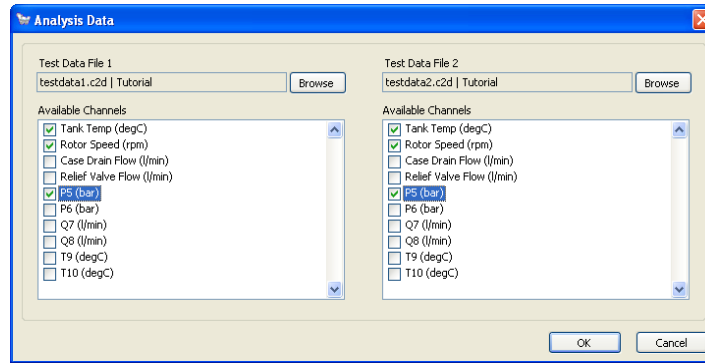 Analysis Data
Test Data File 1
testdata1.c2d | Tutorial
Browse
Available Channels
Tank Temp (degC)
Rotor Speed (rpm)
Case Drain Flow (l/min)
Relief Valve Flow (l/min)
P5 (bar)
P6 (bar)
Q7 (l/min)
Q8 (l/min)
T9 (degC)
T10 (degC)
Test Data File 2
testdata2.c2d | Tutorial
Browse
Available Channels
Tank Temp (degC)
Rotor Speed (rpm)
Case Drain Flow (l/min)
Relief Valve Flow (l/min)
P5 (bar)
P6 (bar)
Q7 (l/min)
Q8 (l/min)
T9 (degC)
T10 (degC)
OK
Cancel